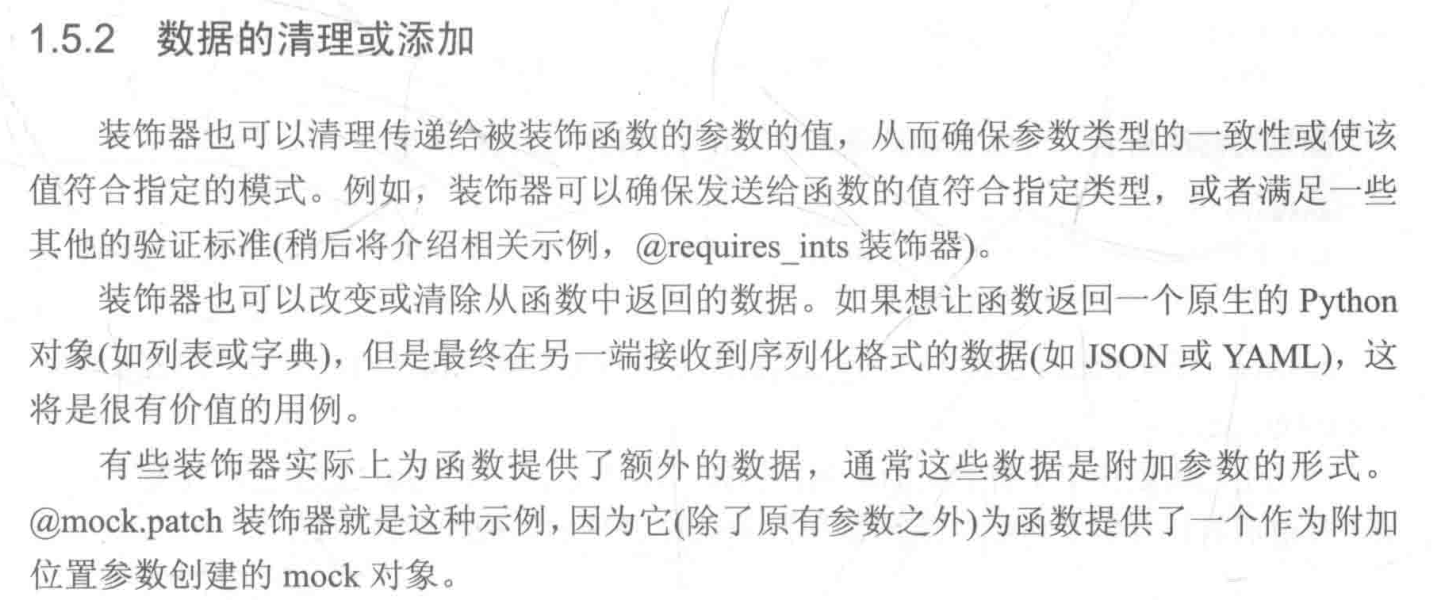 1.5.2 数据的清理或添加
装饰器也可以清理传递给被装饰函数的参数的值，从而确保参数类型的一致性或使该
值符合指定的模式。例如，装饰器可以确保发送给函数的值符合指定类型，或者满足一些
其他的验证标准(稍后将介绍相关示例，@requires_ints 装饰器)。
装饰器也可以改变或清除从函数中返回的数据。如果想让函数返回一个原生的 Python
对象(如列表或字典)，但是最终在另一端接收到序列化格式的数据(如 JSON 或 YAML)，这
将是很有价值的用例。
有些装饰器实际上为函数提供了额外的数据，通常这些数据是附加参数的形式。
@mock.patch 装饰器就是这种示例，因为它(除了原有参数之外)为函数提供了一个作为附加
位置参数创建的 mock 对象。